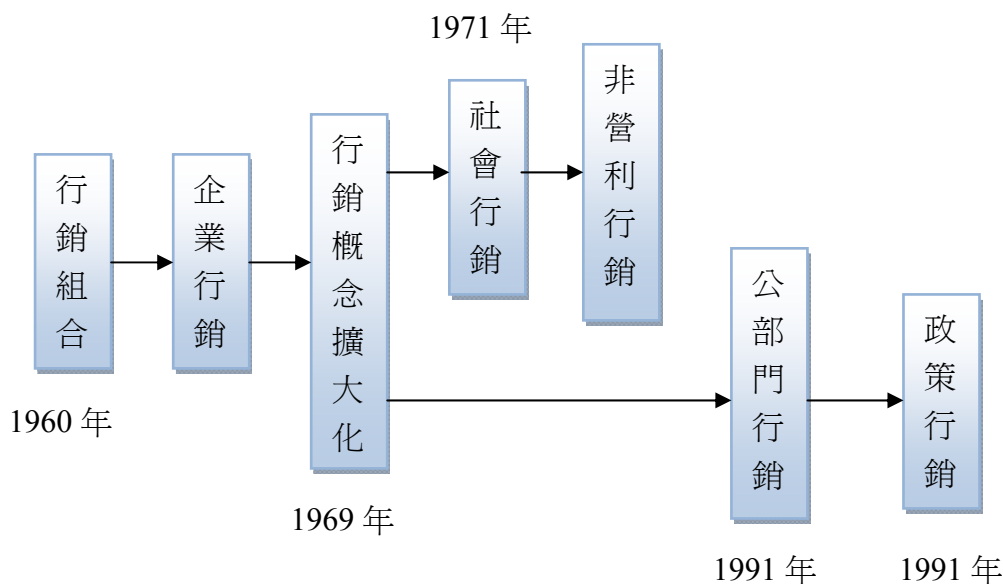 1971 年
行銷組合
企業行銷
行銷概念擴大化
社會行銷
非營利行銷
公部門行銷
政策行銷
1960 年
1969 年
1991 年
1991 年